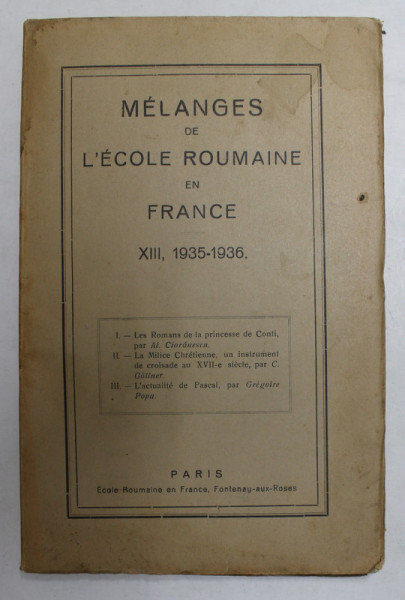 MÉLANGES
DE
L'ÉCOLE ROUMAINE
EN
FRANCE
XIII, 1935-1936.
I. — Les Romans de la princesse de Conti,
par Al. Cioránescu.
II. — La Milice Chrétienne, un instrument
de croisade au XVII-e siècle, par C.
Göllner.
III. — L'actualité de Pascal, par Grégoire
Popa.
PARIS
Ecole Roumaine en France, Fontenay-aux-Roses